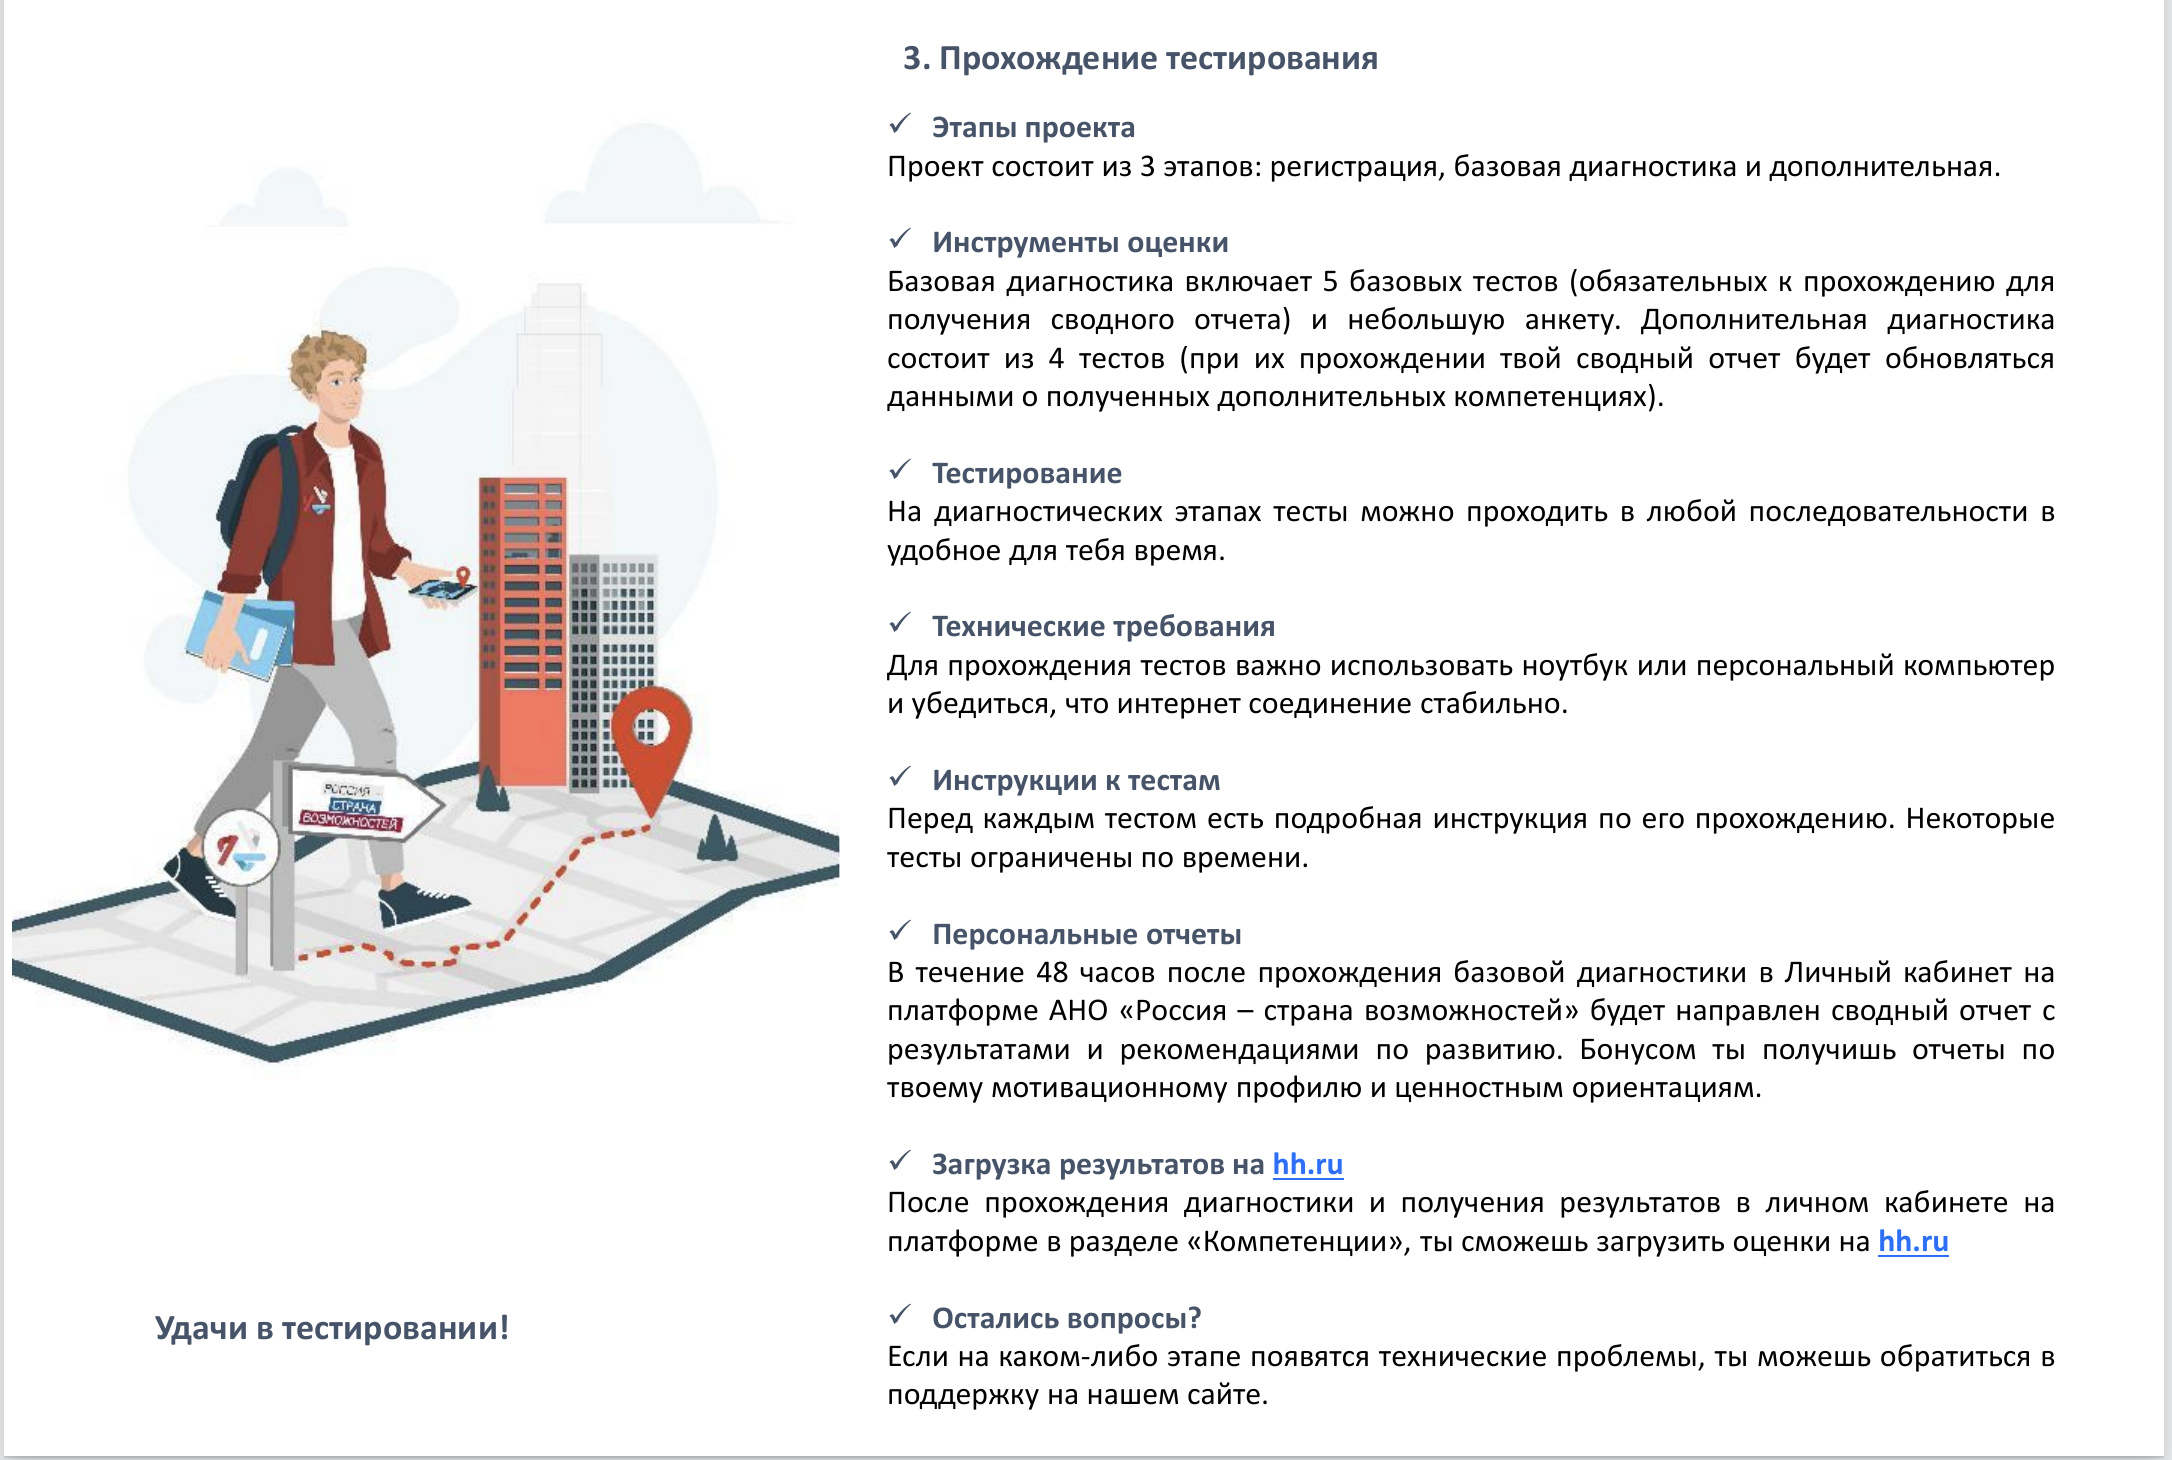 3. Прохождение тестирования
✓ Этапы проекта
Проект состоит из 3 этапов: регистрация, базовая диагностика и дополнительная.
✓ Инструменты оценки
Базовая диагностика включает 5 базовых тестов (обязательных к прохождению для
получения сводного отчета) и небольшую анкету. Дополнительная диагностика
состоит из 4 тестов (при их прохождении твой сводный отчет будет обновляться
данными о полученных дополнительных компетенциях).
✓ Тестирование
На диагностических этапах тесты можно проходить в любой последовательности в
удобное для тебя время.
✓ Технические требования
Для прохождения тестов важно использовать ноутбук или персональный компьютер
и убедиться, что интернет соединение стабильно.
✓ Инструкции к тестам
Перед каждым тестом есть подробная инструкция по его прохождению. Некоторые
тесты ограничены по времени.
✓ Персональные отчеты
В течение 48 часов после прохождения базовой диагностики в Личный кабинет на
платформе АНО «Россия – страна возможностей» будет направлен сводный отчет с
результатами и рекомендациями по развитию. Бонусом ты получишь отчеты по
твоему мотивационному профилю и ценностным ориентациям.
✓ Загрузка результатов на hh.ru
После прохождения диагностики и получения результатов в личном кабинете на
платформе в разделе «Компетенции», ты сможешь загрузить оценки на hh.ru
✓ Остались вопросы?
Если на каком-либо этапе появятся технические проблемы, ты можешь обратиться в
поддержку на нашем сайте.
РОССИЯ –
СТРАНА
ВОЗМОЖНОСТЕЙ
Удачи в тестировании!